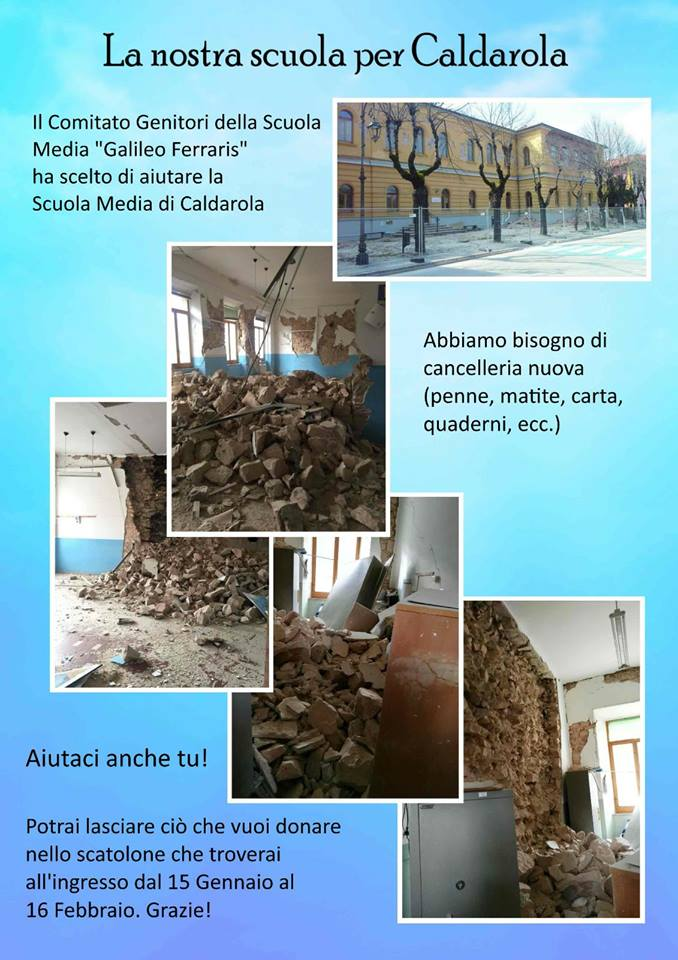 La nostra scuola per Caldarola
Il Comitato Genitori della Scuola
Media "Galileo Ferraris"
ha scelto di aiutare la
Scuola Media di Caldarola
Abbiamo bisogno di
cancelleria nuova
(penne, matite, carta,
quaderni, ecc.)
Aiutaci anche tu!
Potrai lasciare ciò che vuoi donare
nello scatolone che troverai
all'ingresso dal 15 Gennaio al
16 Febbraio. Grazie!